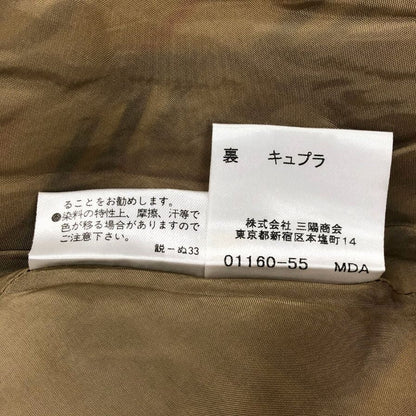 ることをお勧めします。
●染料の特性上、摩擦、汗等で
色が移る場合がありますので
ご注意下さい。
説ーぬ33
裏 キュプラ
株式会社 三陽商会
東京都新宿区本塩町14
01160-55 MDA